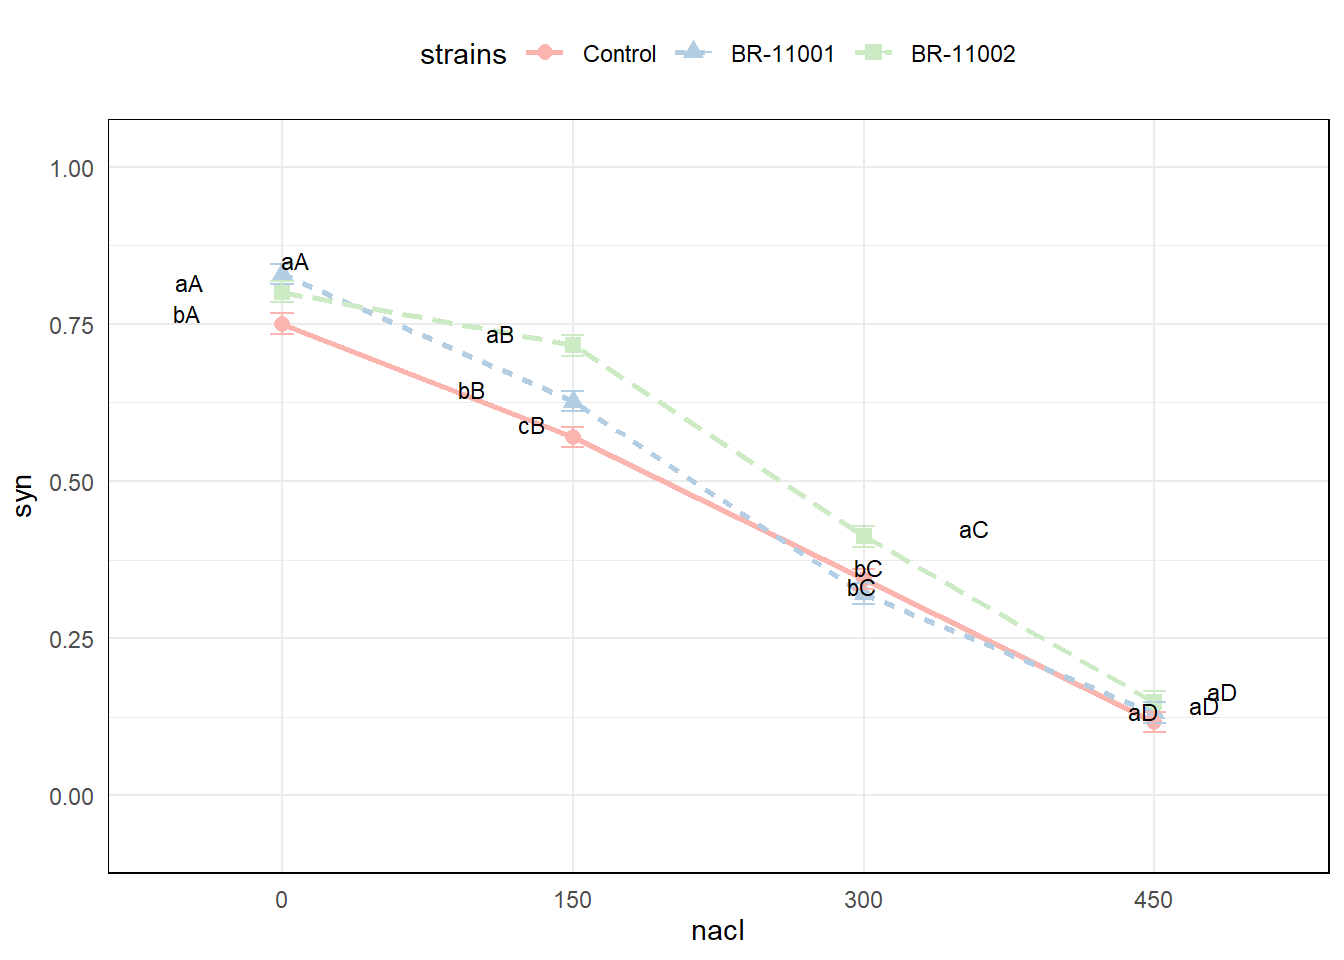 strains Control BR-11001 BR-11002
1.00
aA
aA
bA
0.75
aB
bB
cB
0.50
aC
bC
bC
0.25
aD
aD
aD
0.00
0 150 300 450
nacl
syn